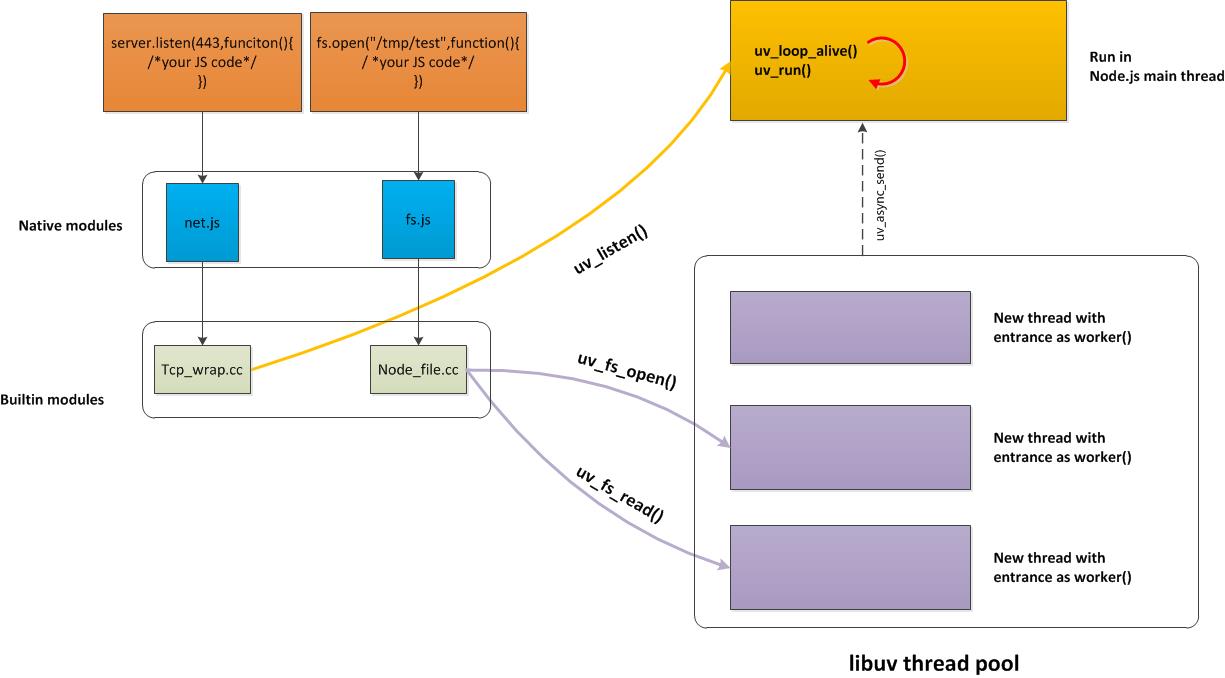 server.listen(443,funciton(){
/*your JS code*/
})
fs.open("/tmp/test",function(){
/ *your JS code*/
})
uv_loop_alive()
uv_run()
Run in
Node.js main thread
uv_async_send()
Native modules
net.js
fs.js
uv_listen()
Builtin modules
Tcp_wrap.cc
Node_file.cc
uv_fs_open()
uv_fs_read()
New thread with
entrance as worker()
New thread with
entrance as worker()
New thread with
entrance as worker()
libuv thread pool